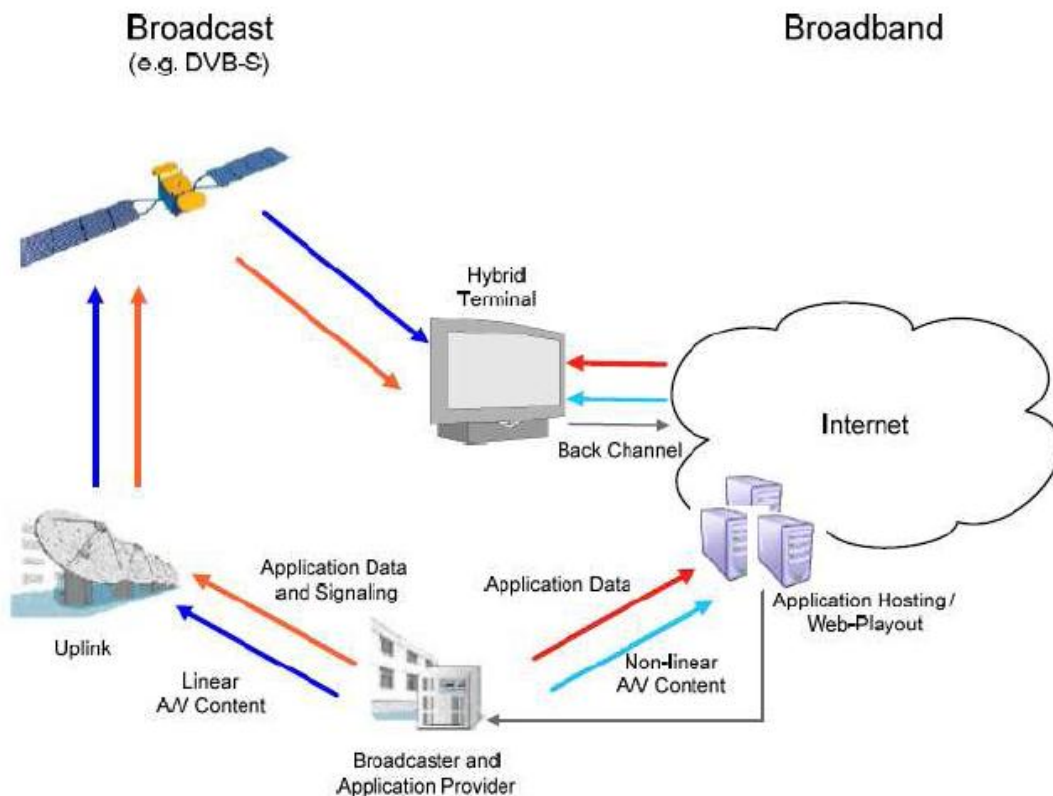 Broadcast
(e.g. DVB-S)
Broadband
Hybrid
Terminal
Internet
Back Channel
Application Data
and Signaling
Application Data
Application Hosting /
Web-Playout
Uplink
Linear
A/V Content
Non-linear
A/V Content
Broadcaster and
Application Provider